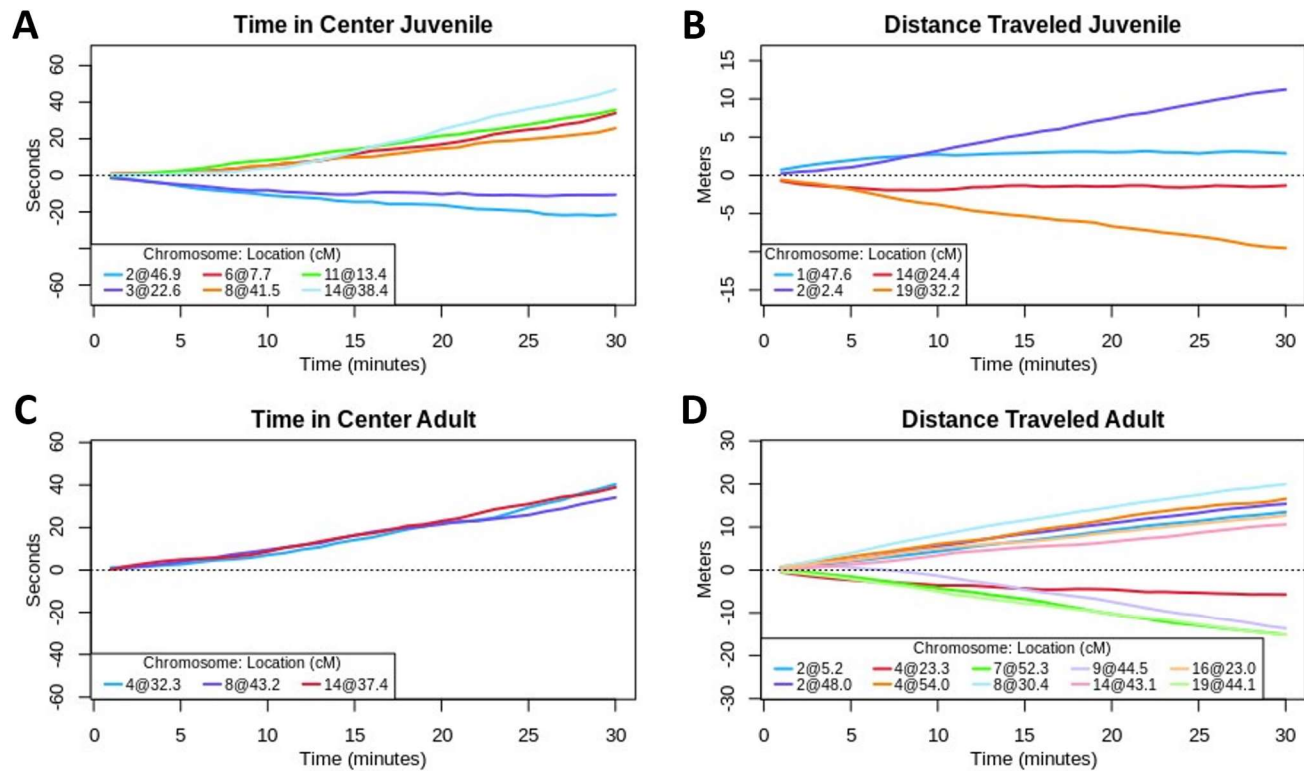 A
Time in Center Juvenile
Seconds
60
40
20
0
-20
-60
Chromosome: Location (cM)
2@46.9 6@7.7 11@13.4
3@22.6 8@41.5 14@38.4
0 5 10 15 20 25 30
Time (minutes)
B
Distance Traveled Juvenile
Meters
15
10
5
0
-5
-15
Chromosome: Location (cM)
1@47.6 14@24.4
2@2.4 19@32.2
0 5 10 15 20 25 30
Time (minutes)
C
Time in Center Adult
Seconds
60
40
20
0
-20
-40
-60
Chromosome: Location (cM)
4@32.3 8@43.2 14@37.4
0 5 10 15 20 25 30
Time (minutes)
D
Distance Traveled Adult
Meters
30
20
10
0
-10
-20
-30
Chromosome: Location (cM)
2@5.2 4@23.3 7@52.3 9@44.5 16@23.0
2@48.0 4@54.0 8@30.4 14@43.1 19@44.1
0 5 10 15 20 25 30
Time (minutes)